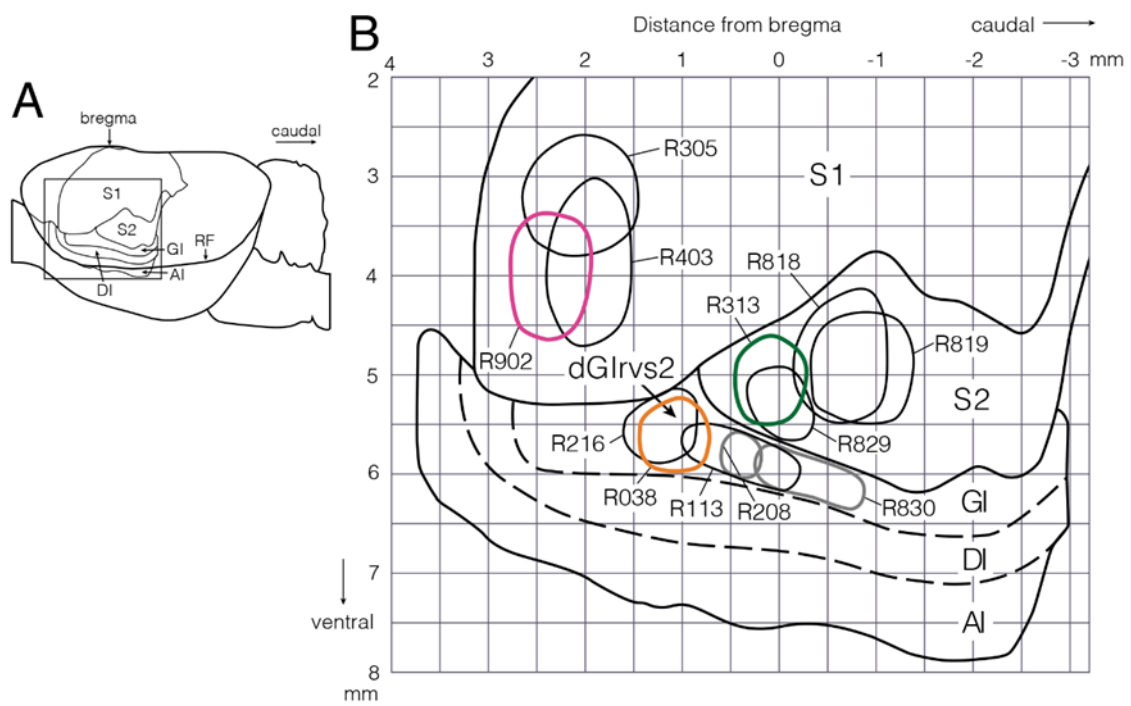 A
bregma
caudal
S1
S2
RF
GI
AI
DI
B
Distance from bregma
caudal
4 3 2 1 0 -1 -2 -3 mm
2
3
4
5
6
7
8
mm
ventral
R305
S1
R403
R818
R313
R902
R819
dGIrvs2
S2
R216
R829
R038
R113
R208
R830
GI
DI
AI